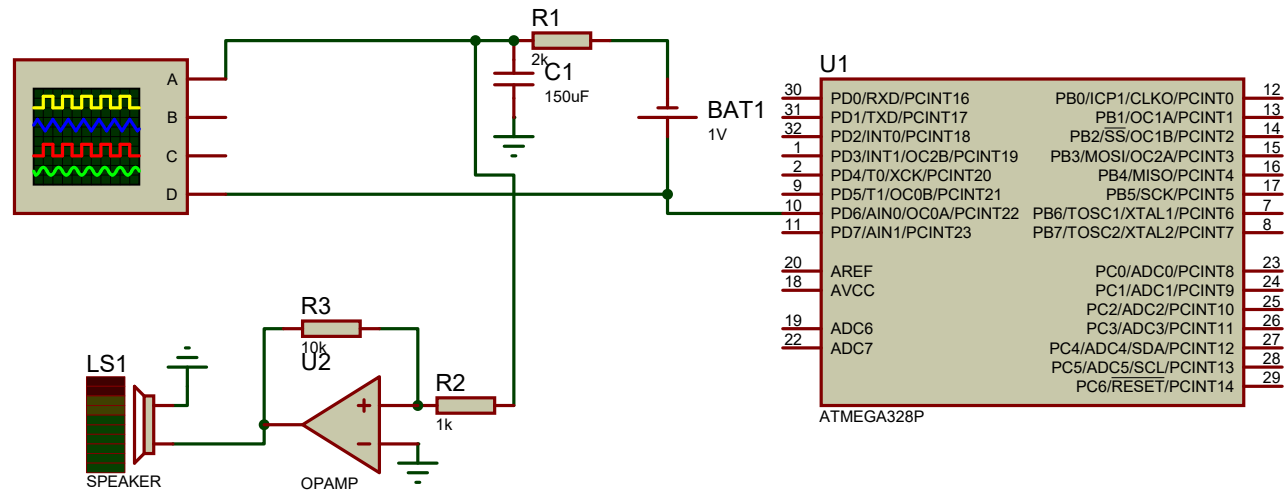 R1
2k
C1
150uF
BAT1
1V
A
B
C
D
U1
30 PD0/RXD/PCINT16 PB0/ICP1/CLKO/PCINT0 12
31 PD1/TXD/PCINT17 PB1/OC1A/PCINT1 13
32 PD2/INT0/PCINT18 PB2/SS/OC1B/PCINT2 14
1 PD3/INT1/OC2B/PCINT19 PB3/MOSI/OC2A/PCINT3 15
2 PD4/T0/XCK/PCINT20 PB4/MISO/PCINT4 16
9 PD5/T1/OC0B/PCINT21 PB5/SCK/PCINT5 17
10 PD6/AIN0/OC0A/PCINT22 PB6/TOSC1/XTAL1/PCINT6 7
11 PD7/AIN1/PCINT23 PB7/TOSC2/XTAL2/PCINT7 8
20 AREF PC0/ADC0/PCINT8 23
18 AVCC PC1/ADC1/PCINT9 24
PC2/ADC2/PCINT10 25
19 ADC6 PC3/ADC3/PCINT11 26
22 ADC7 PC4/ADC4/SDA/PCINT12 27
PC5/ADC5/SCL/PCINT13 28
PC6/RESET/PCINT14 29
ATMEGA328P
R3
10k
U2
LS1
R2
1k
SPEAKER
OPAMP